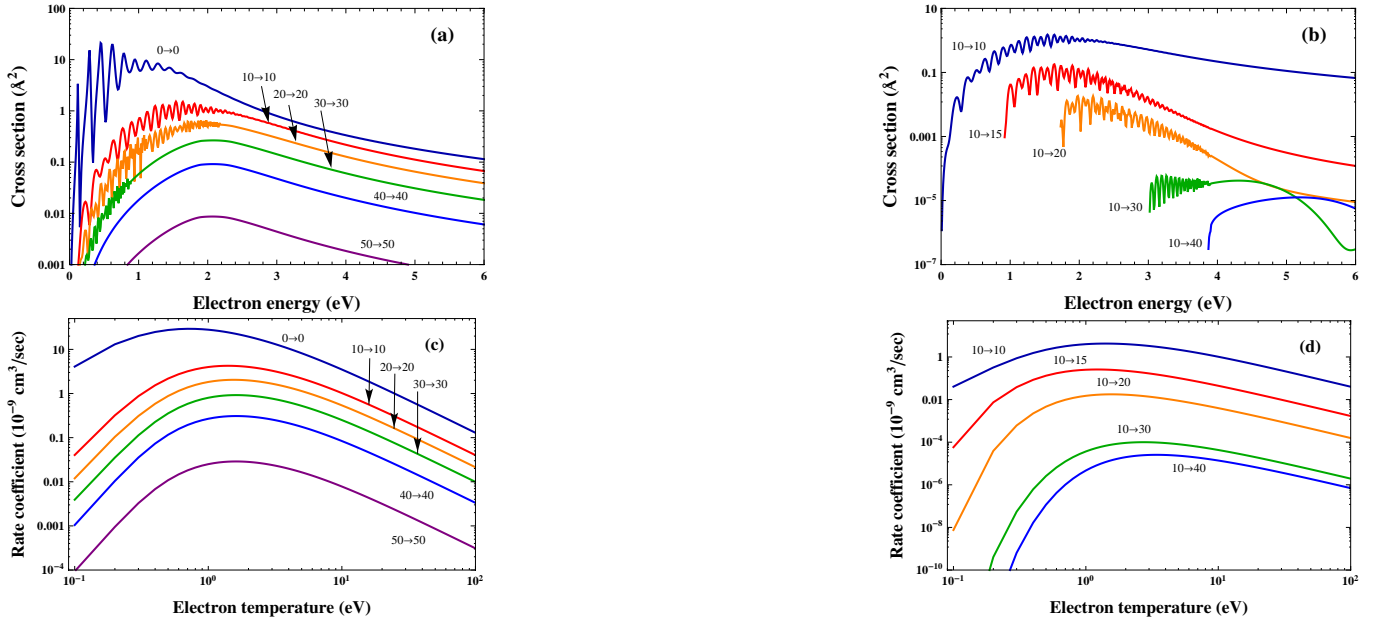 (a)
Cross section (Å²)
100
10
1
0.1
0.01
0.001
0→0
10→10
20→20
30→30
40→40
50→50
0 1 2 3 4 5 6
Electron energy (eV)
(b)
Cross section (Å²)
10
0.1
0.001
10⁻⁵
10⁻⁷
10→10
10→15
10→20
10→30
10→40
0 1 2 3 4 5 6
Electron energy (eV)
(c)
Rate coefficient (10⁻⁹ cm³/sec)
10
1
0.1
0.01
0.001
10⁻⁴
0→0
10→10
20→20
30→30
40→40
50→50
10⁻¹ 10⁰ 10¹ 10²
Electron temperature (eV)
(d)
Rate coefficient (10⁻⁹ cm³/sec)
1
0.01
10⁻⁴
10⁻⁶
10⁻⁸
10⁻¹⁰
10→10
10→15
10→20
10→30
10→40
10⁻¹ 10⁰ 10¹ 10²
Electron temperature (eV)